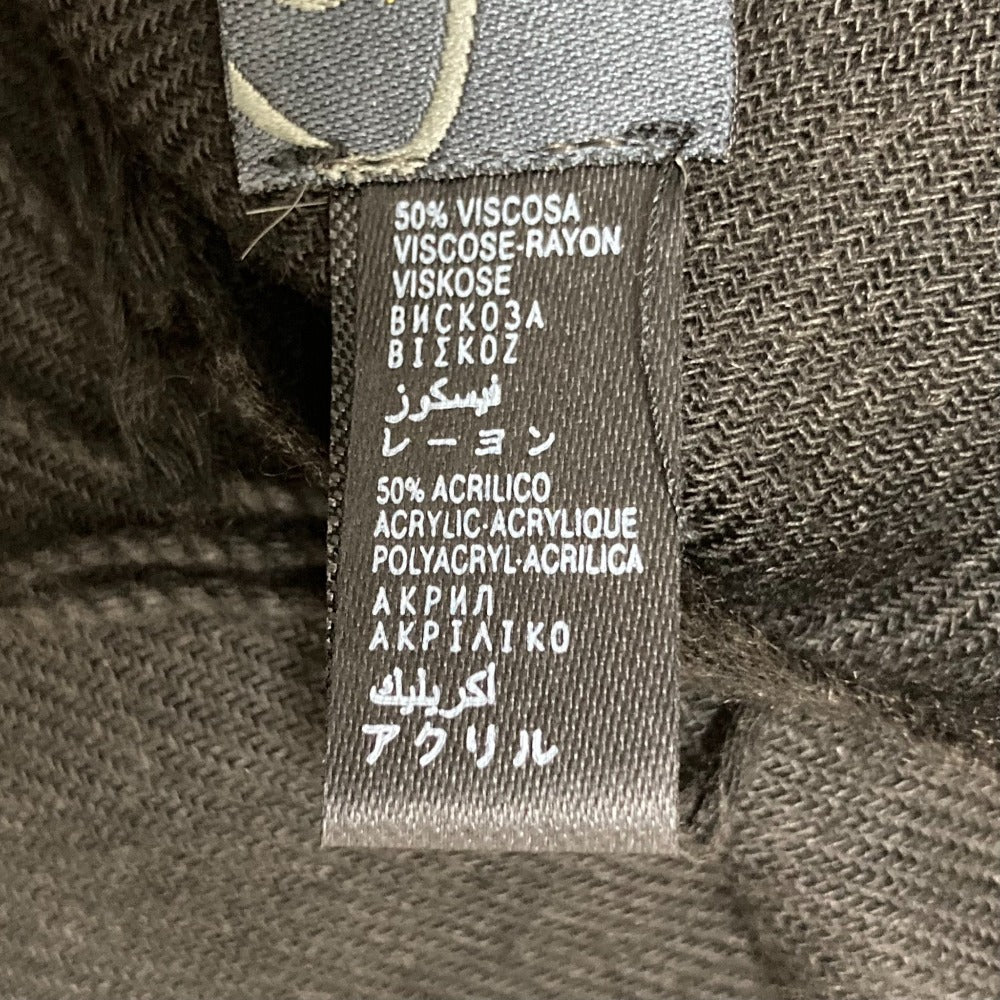 50% VISCOSA
VISCOSE-RAYON
VISKOSE
ВИСКОЗА
ΒΙΣΚΟΖ
فيسكوز
レーヨン
50% ACRILICO
ACRYLIC-ACRYLIQUE
POLYACRYL-ACRILICA
АКРИЛ
ΑΚΡΙΛΙΚΟ
اكريليك
アクリル